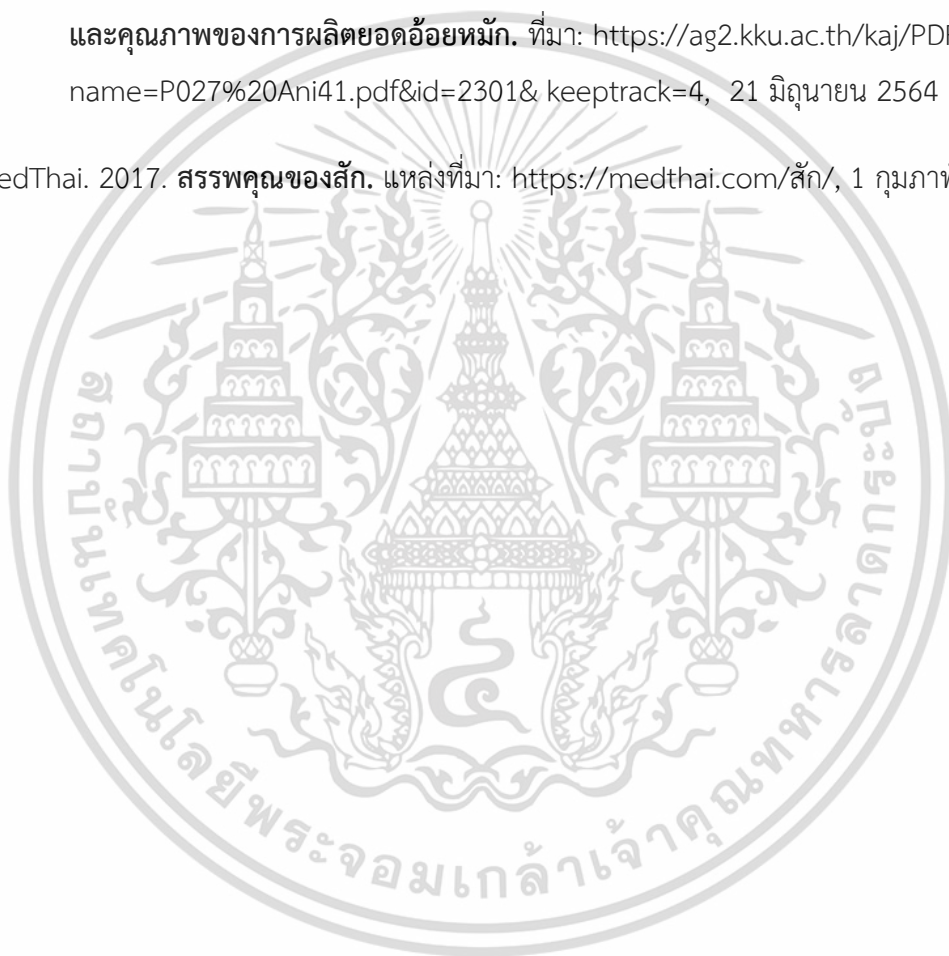 และคุณภาพของการผลิตยอดอ้อยหมัก. ที่มา: https://ag2.kku.ac.th/kaj/PDF
name=P027%20Ani41.pdf&id=2301& keeptrack=4, 21 มิถุนายน 2564
edThai. 2017. สรรพคุณของสัก. แหล่งที่มา: https://medthai.com/สัก/, 1 กุมภาพั
สถาบันเทคโนโลยีพระจอมเกล้าเจ้าคุณทหารลาดกระบัง
๔